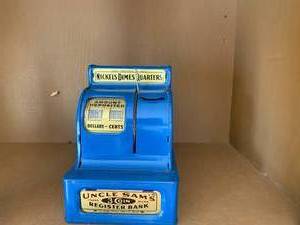 NICKELS DIMES QUARTERS
AMOUNT
DEPOSITED
DOLLARS - CENTS
UNCLE SAM'S
3 COIN
REGISTER BANK